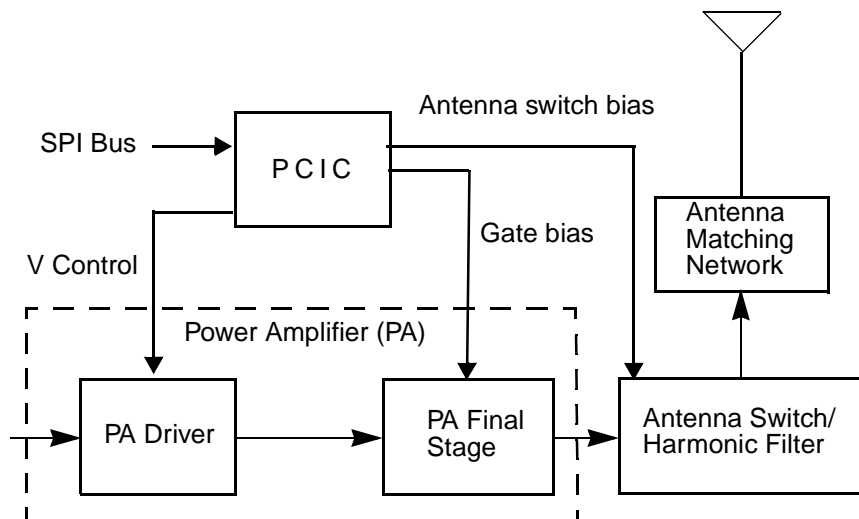 Antenna switch bias
SPI Bus
P C I C
Antenna
Matching
Network
Gate bias
V Control
Power Amplifier (PA)
PA Driver
PA Final
Stage
Antenna Switch/
Harmonic Filter